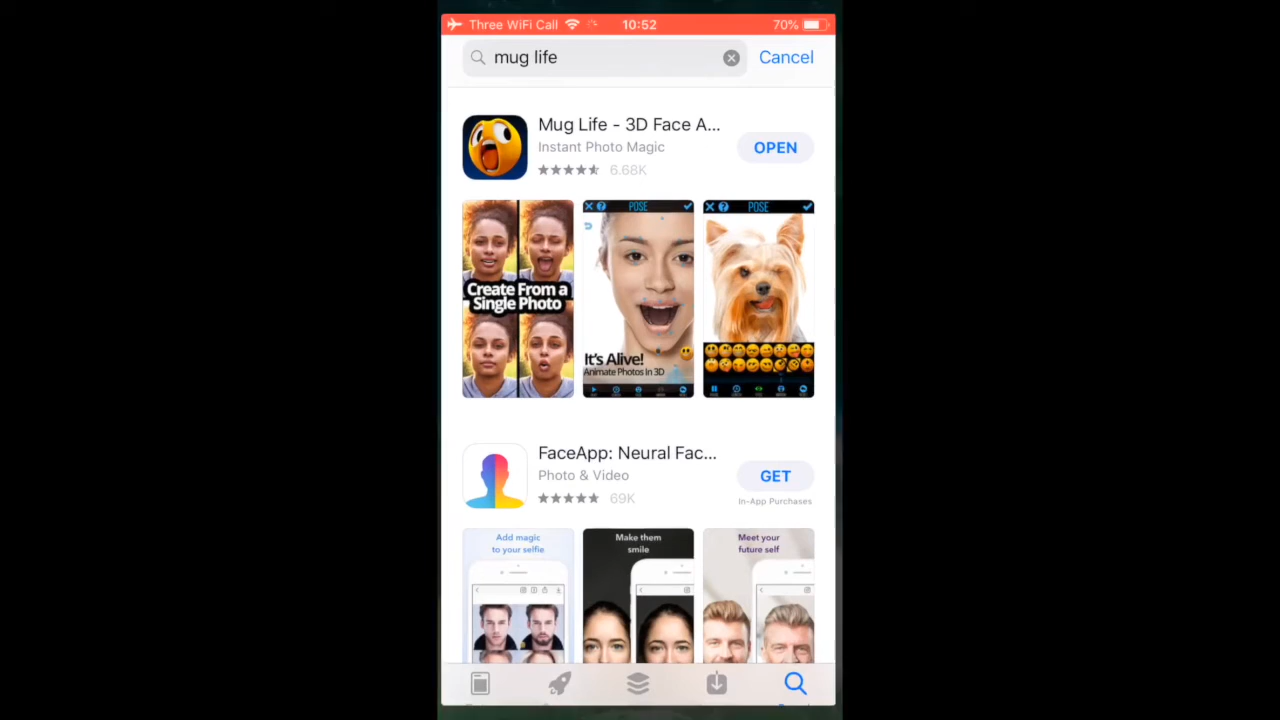 Three WiFi Call 10:52 70%
mug life Cancel
Mug Life - 3D Face A...
Instant Photo Magic
OPEN
6.68K
Create From a
Single Photo
POSE
It's Alive!
Animate Photos In 3D
POSE
FaceApp: Neural Fac...
Photo & Video
GET
69K
In-App Purchases
Add magic
to your selfie
Make them
smile
Meet your
future self